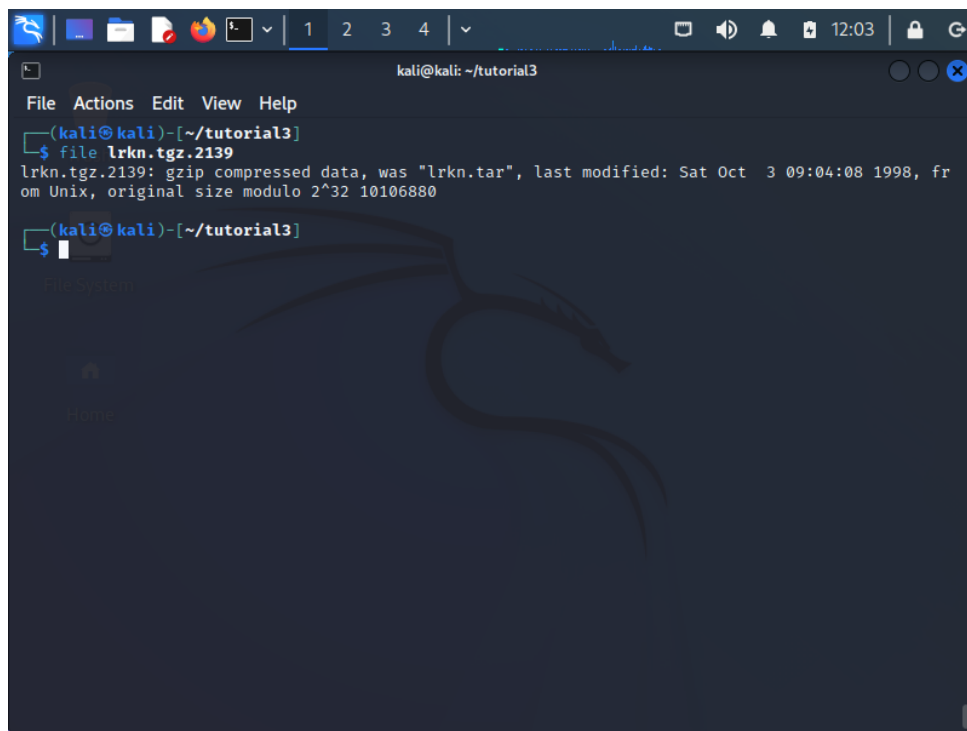 1 2 3 4 12:03
kali@kali: ~/tutorial3
File Actions Edit View Help
(kali㉿kali)-[~/tutorial3]
$ file lrkn.tgz.2139
lrkn.tgz.2139: gzip compressed data, was "lrkn.tar", last modified: Sat Oct  3 09:04:08 1998, fr
om Unix, original size modulo 2^32 10106880
(kali㉿kali)-[~/tutorial3]
$
File System
Home